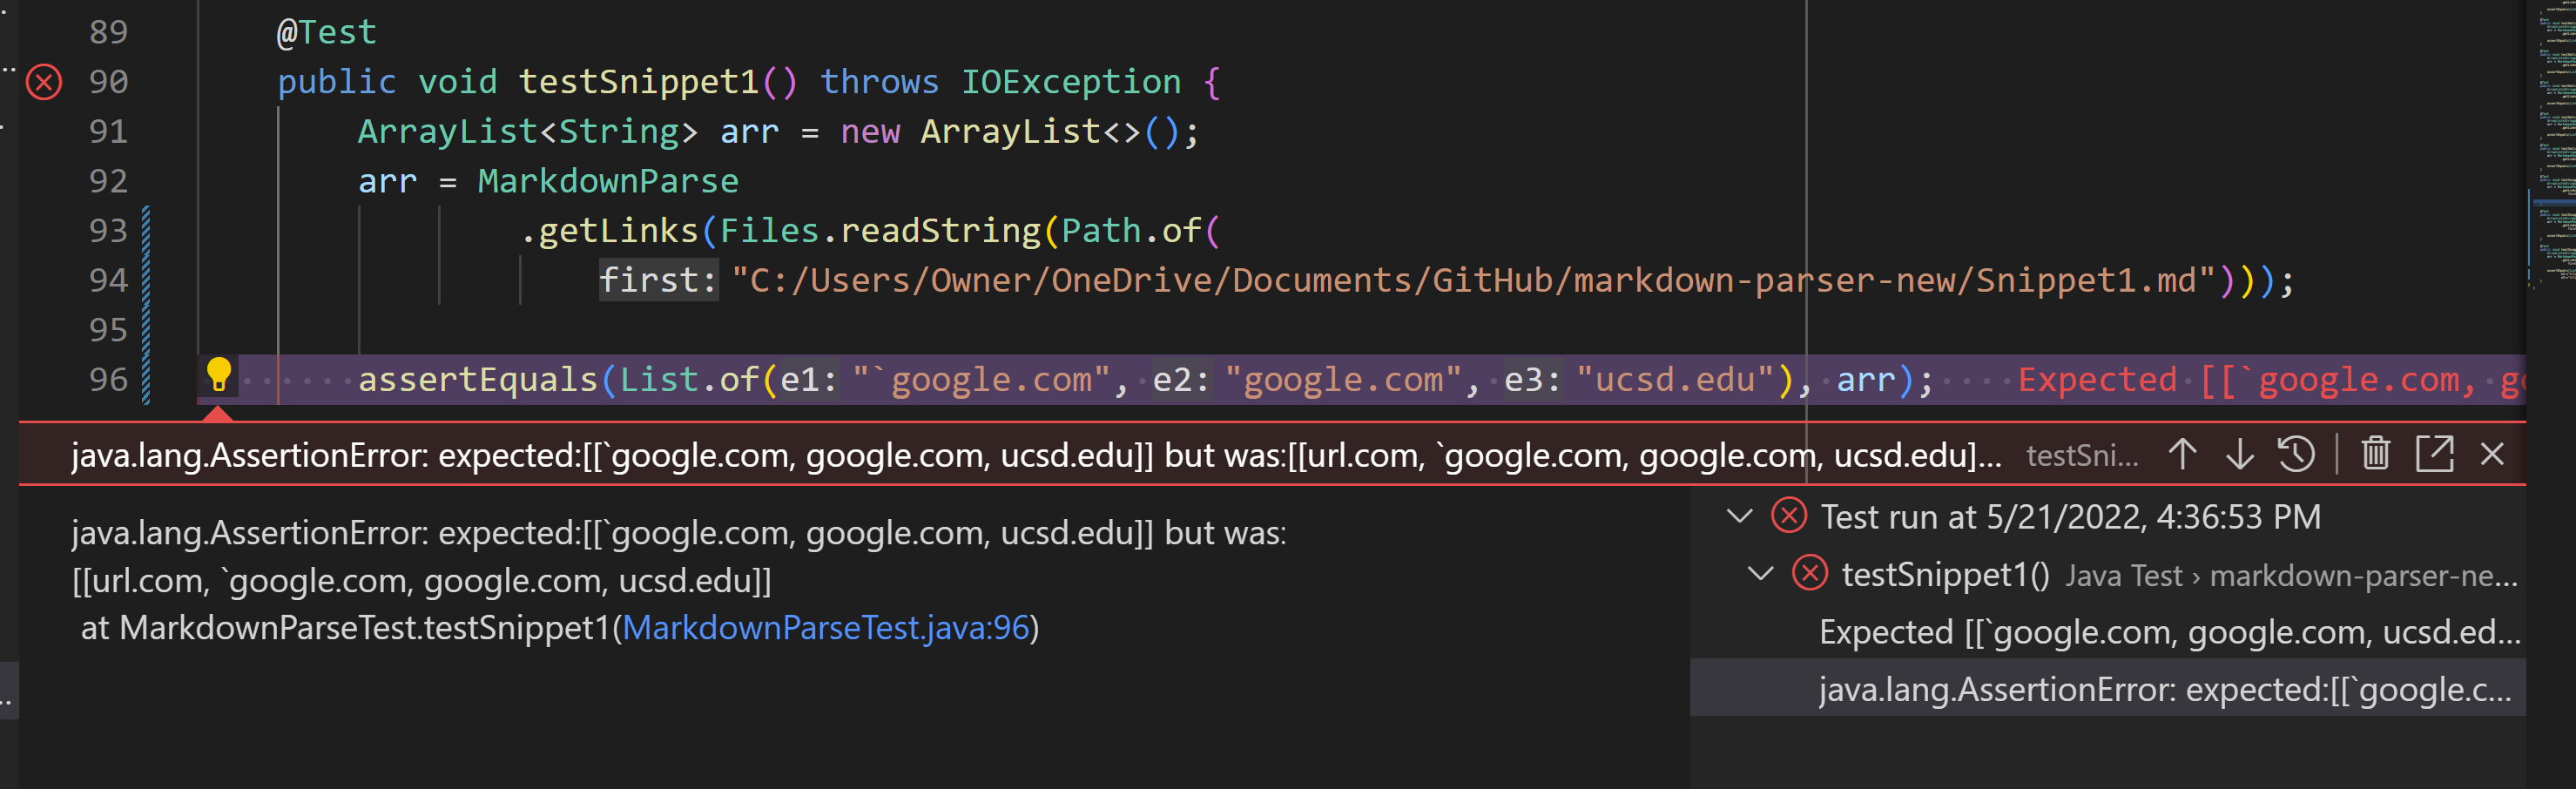 89 @Test
90 public void testSnippet1() throws IOException {
91 ArrayList<String> arr = new ArrayList<>();
92 arr = MarkdownParse
93 .getLinks(Files.readString(Path.of(
94 first: "C:/Users/Owner/OneDrive/Documents/GitHub/markdown-parser-new/Snippet1.md")));
95
96 assertEquals(List.of(e1: "`google.com", e2: "google.com", e3: "ucsd.edu"), arr); Expected [[`google.com, go
java.lang.AssertionError: expected:[[`google.com, google.com, ucsd.edu]] but was:[[url.com, `google.com, google.com, ucsd.edu]... testSni...
java.lang.AssertionError: expected:[[`google.com, google.com, ucsd.edu]] but was:
[[url.com, `google.com, google.com, ucsd.edu]]
at MarkdownParseTest.testSnippet1(MarkdownParseTest.java:96)
Test run at 5/21/2022, 4:36:53 PM
testSnippet1() Java Test › markdown-parser-ne...
Expected [[`google.com, google.com, ucsd.ed...
java.lang.AssertionError: expected:[[`google.c...